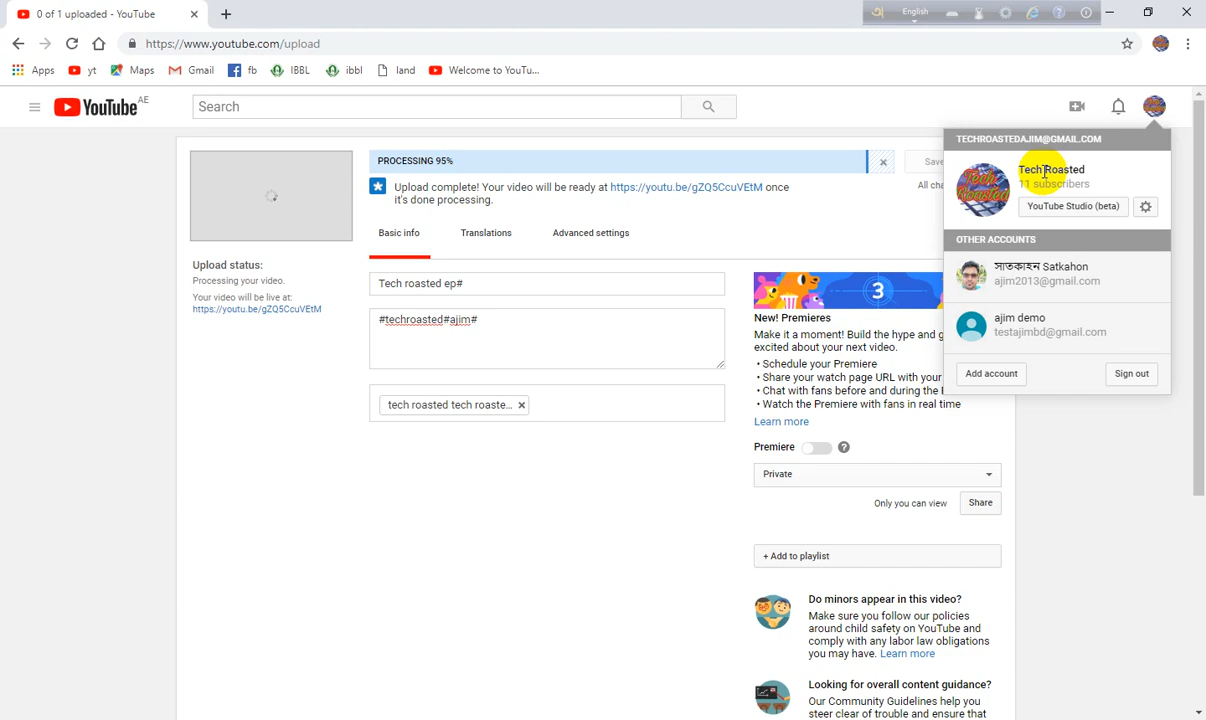 0 of 1 uploaded - YouTube
English
https://www.youtube.com/upload
Apps yt Maps Gmail fb IBBL ibbl land Welcome to YouTu...
YouTube AE
Search
TECHROASTEDAJIM@GMAIL.COM
Tech Roasted
Tech Roasted
11 subscribers
YouTube Studio (beta)
OTHER ACCOUNTS
সাতকাহন Satkahon
ajim2013@gmail.com
ajim demo
testajimbd@gmail.com
Add account Sign out
PROCESSING 95%
Save
Upload complete! Your video will be ready at https://youtu.be/gZQ5CcuVEtM once
it's done processing.
All cha
Basic info Translations Advanced settings
Upload status:
Processing your video.
Your video will be live at:
https://youtu.be/gZQ5CcuVEtM
Tech roasted ep#
#techroasted#ajim#
tech roasted tech roaste...
3
New! Premieres
Make it a moment! Build the hype and g
excited about your next video.
• Schedule your Premiere
• Share your watch page URL with your
• Chat with fans before and during the
• Watch the Premiere with fans in real time
Learn more
Premiere
Private
Only you can view Share
+ Add to playlist
Do minors appear in this video?
Make sure you follow our policies
around child safety on YouTube and
comply with any labor law obligations
you may have. Learn more
Looking for overall content guidance?
Our Community Guidelines help you
steer clear of trouble and ensure that